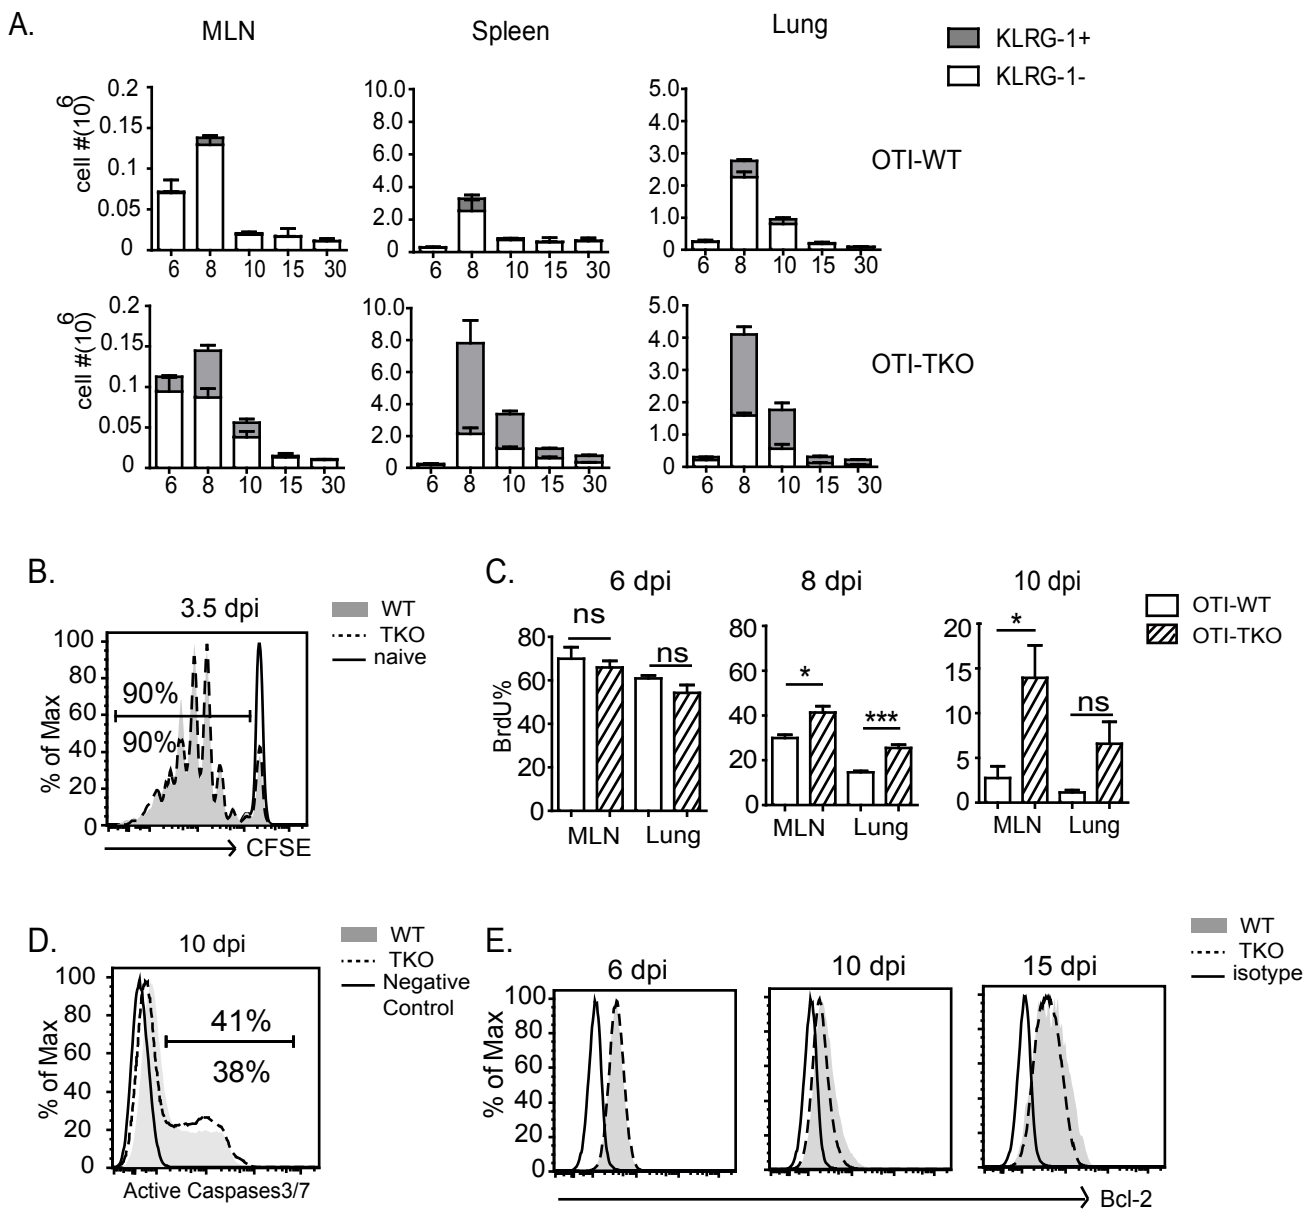 A.
MLN
Spleen
Lung
KLRG-1+
KLRG-1-
cell #(10^6)
0.2
0.15
0.1
0.05
0
6 8 10 15 30
10.0
8.0
6.0
4.0
2.0
0
6 8 10 15 30
5.0
4.0
3.0
2.0
1.0
0
6 8 10 15 30
OTI-WT
cell #(10^6)
0.2
0.15
0.1
0.05
0
6 8 10 15 30
10.0
8.0
6.0
4.0
2.0
0
6 8 10 15 30
5.0
4.0
3.0
2.0
1.0
0
6 8 10 15 30
OTI-TKO
B.
3.5 dpi
WT
TKO
naive
% of Max
100
80
60
40
20
0
90%
90%
CFSE
C.
6 dpi
8 dpi
10 dpi
OTI-WT
OTI-TKO
BrdU%
80
60
40
20
0
ns
ns
MLN Lung
80
60
40
20
0
*
***
MLN Lung
20
15
10
5
0
*
ns
MLN Lung
D.
10 dpi
WT
TKO
Negative
Control
% of Max
100
80
60
40
20
0
41%
38%
Active Caspases3/7
E.
6 dpi
10 dpi
15 dpi
WT
TKO
isotype
% of Max
100
80
60
40
20
0
Bcl-2